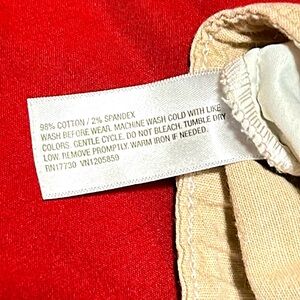 98% COTTON / 2% SPANDEX
WASH BEFORE WEAR. MACHINE WASH COLD WITH LIKE
COLORS. GENTLE CYCLE. DO NOT BLEACH. TUMBLE DRY
LOW. REMOVE PROMPTLY. WARM IRON IF NEEDED.
RN17730 VN1205850